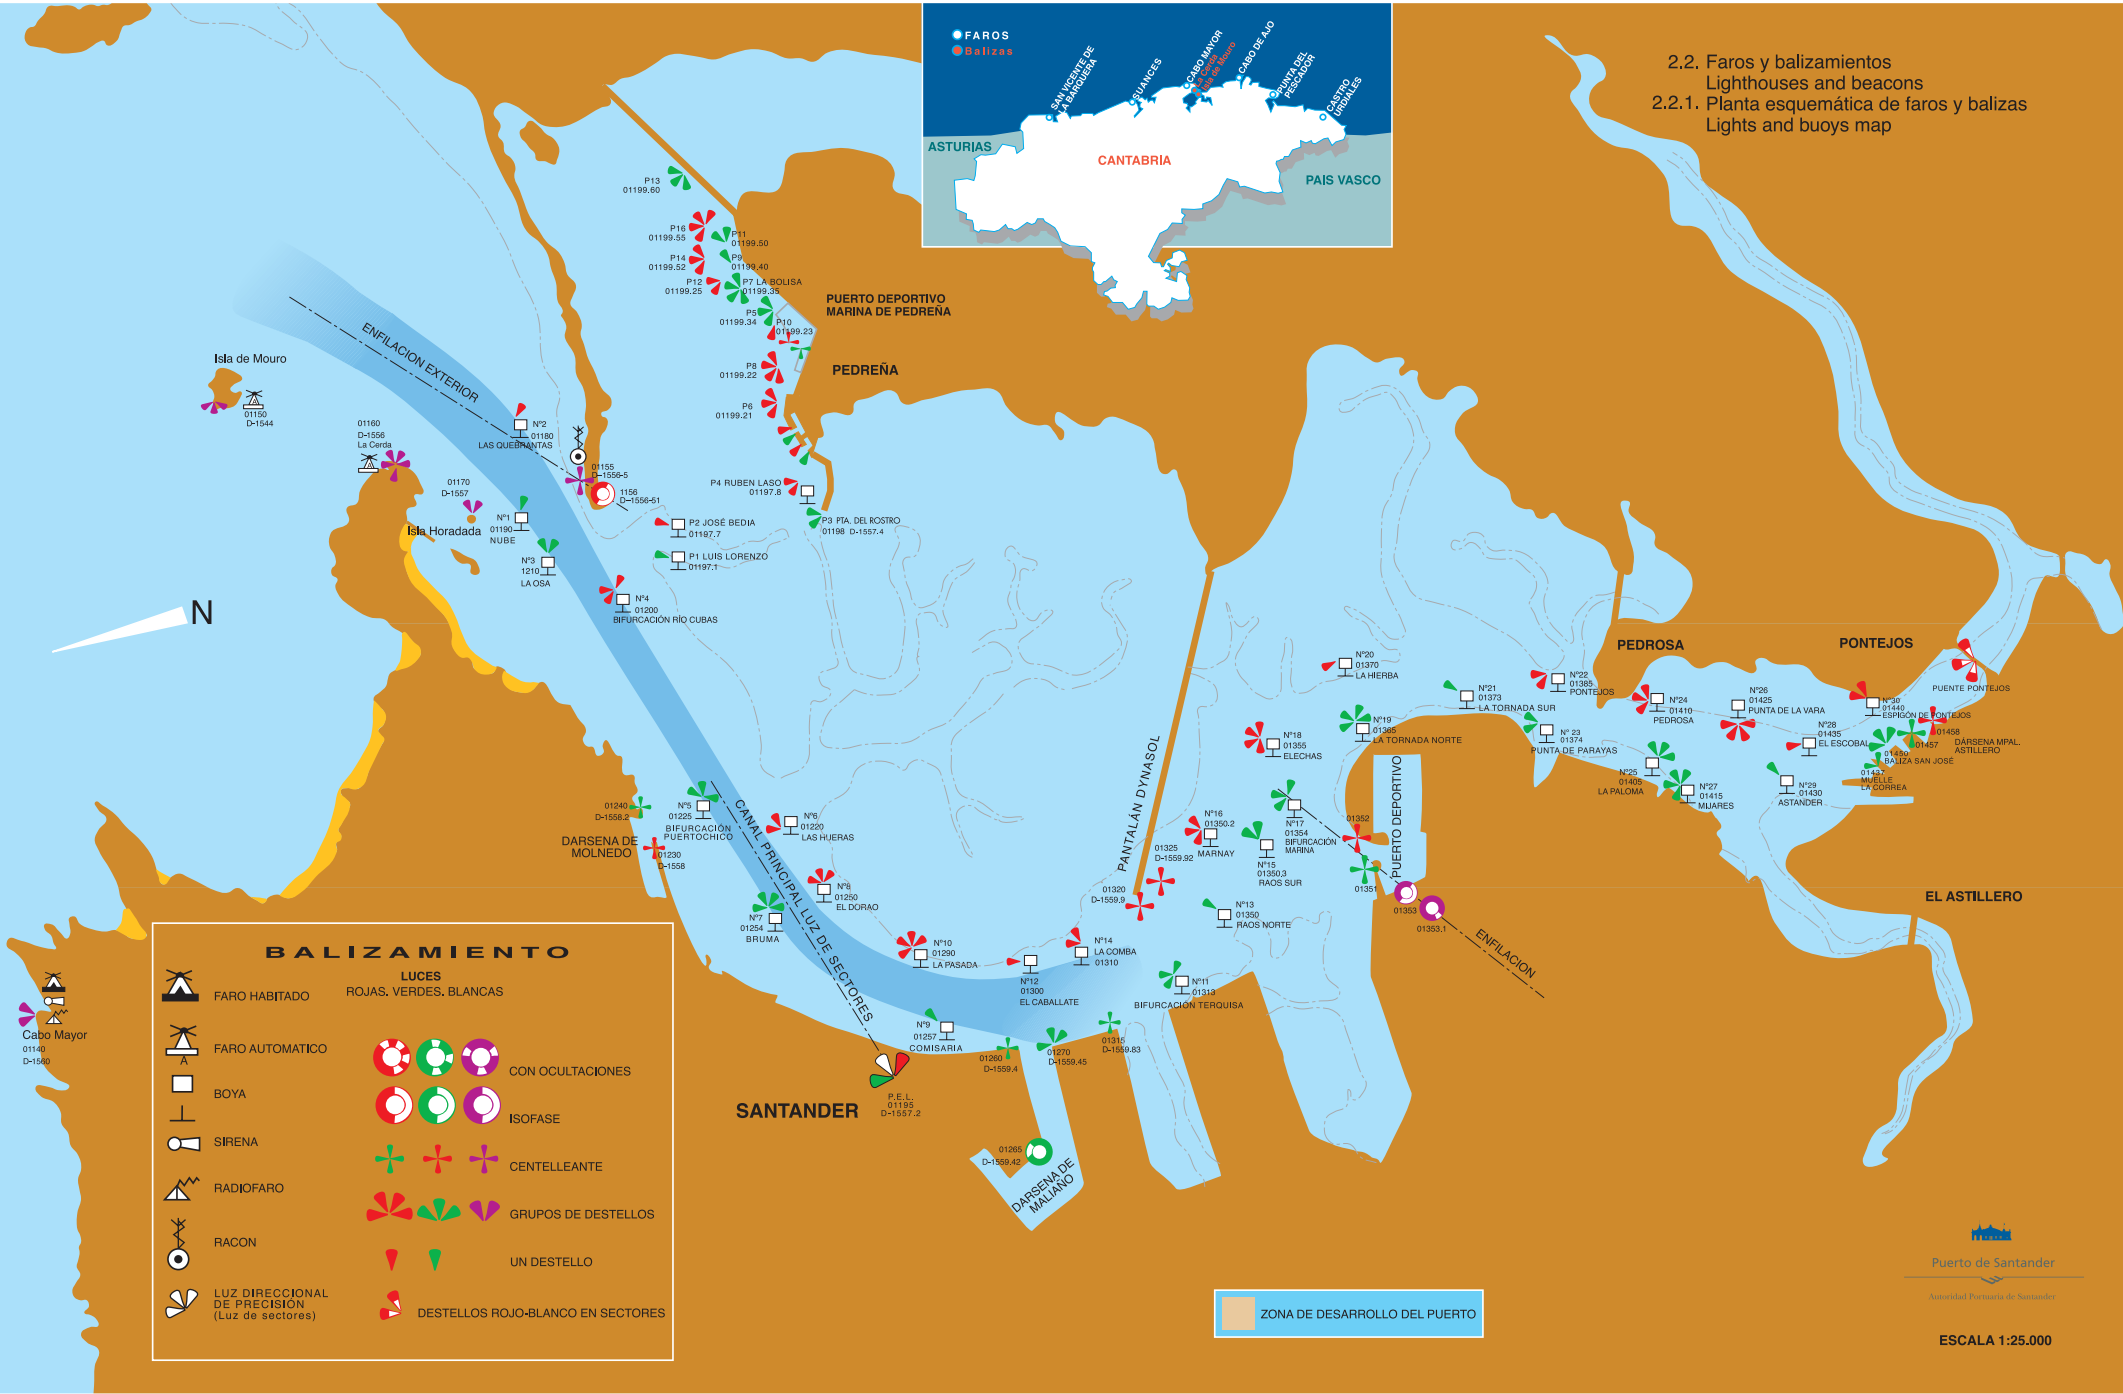 2.2. Faros y balizamientos
Lighthouses and beacons
2.2.1. Planta esquemática de faros y balizas
Lights and buoys map
FAROS
Balizas
SAN VICENTE DE
LA BARQUERA
SUANCES
CABO MAYOR
La Cerda
Isla de Mouro
CABO DE AJO
PUNTA DEL
PESCADOR
CASTRO
URDIALES
ASTURIAS
CANTABRIA
PAIS VASCO
P13
01199.60
P16
01199.55
P11
01199.50
P14
01199.52
P9
01199.40
P12
01199.25
P7 LA BOLISA
01199.35
P5
01199.34
P10
01199.23
PUERTO DEPORTIVO
MARINA DE PEDREÑA
P8
01199.22
PEDREÑA
P6
01199.21
ENFILACION EXTERIOR
Isla de Mouro
01150
D-1544
01160
D-1556
La Cerda
Nº2
01180
LAS QUEBRANTAS
01155
D-1556-5
1156
D-1556-51
01170
D-1557
Isla Horadada
Nº1
01190
NUBE
Nº3
1210
LA OSA
P4 RUBEN LASO
01197.8
P3 PTA. DEL ROSTRO
01198 D-1557.4
P2 JOSÉ BEDIA
01197.7
P1 LUIS LORENZO
01197.1
Nº4
01200
BIFURCACIÓN RÍO CUBAS
N
PEDROSA
PONTEJOS
Nº20
01370
LA HIERBA
Nº21
01373
LA TORNADA SUR
Nº22
01385
PONTEJOS
Nº24
01410
PEDROSA
Nº26
01425
PUNTA DE LA VARA
Nº28
01435
EL ESCOBAL
Nº30
01440
ESPIGÓN DE PONTEJOS
PUENTE PONTEJOS
01458
DÁRSENA MPAL.
ASTILLERO
01457
01450
BALIZA SAN JOSÉ
01437
MUELLE
LA CORREA
Nº18
01355
ELECHAS
Nº19
01365
LA TORNADA NORTE
Nº 23
01374
PUNTA DE PARAYAS
Nº25
01405
LA PALOMA
Nº27
01415
MIJARES
Nº29
01430
ASTANDER
01240
D-1558.2
01230
D-1558
DARSENA DE
MOLNEDO
Nº5
01225
BIFURCACIÓN
PUERTOCHICO
Nº6
01220
LAS HUERAS
CANAL PRINCIPAL LUZ DE SECTORES
Nº8
01250
EL DORAO
Nº7
01254
BRUMA
Nº10
01290
LA PASADA
Nº12
01300
EL CABALLATE
Nº14
LA COMBA
01310
PANTALÁN DYNASOL
01325
D-1559.92
01320
D-1559.9
Nº16
01350-2
MARNAY
Nº17
01354
BIFURCACIÓN
MARINA
Nº15
01350,3
RAOS SUR
Nº13
01350
RAOS NORTE
01352
01351
PUERTO DEPORTIVO
01353
01353.1
ENFILACION
EL ASTILLERO
Nº11
01313
BIFURCACIÓN TERQUISA
Nº9
01257
COMISARIA
01260
D-1559.4
01270
D-1559.45
01315
D-1559.83
P.E.L.
01195
D-1557.2
SANTANDER
01265
D-1559.42
DARSENA DE
MALIAÑO
Cabo Mayor
01140
D-1560
BALIZAMIENTO
LUCES
ROJAS. VERDES. BLANCAS
FARO HABITADO
FARO AUTOMATICO
A
BOYA
SIRENA
RADIOFARO
RACON
LUZ DIRECCIONAL
DE PRECISIÓN
(Luz de sectores)
CON OCULTACIONES
ISOFASE
CENTELLEANTE
GRUPOS DE DESTELLOS
UN DESTELLO
DESTELLOS ROJO-BLANCO EN SECTORES
ZONA DE DESARROLLO DEL PUERTO
Puerto de Santander
Autoridad Portuaria de Santander
ESCALA 1:25.000